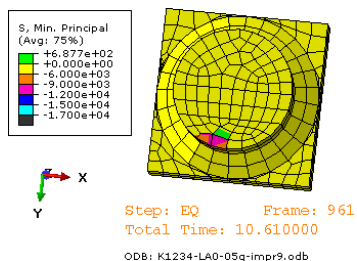 S, Min. Principal
(Avg: 75%)
+6.877e+02
+0.000e+00
-6.000e+03
-9.000e+03
-1.200e+04
-1.500e+04
-1.700e+04
Z
X
Y
Step: EQ Frame: 961
Total Time: 10.610000
ODB: K1234-LA0-05g-impr9.odb